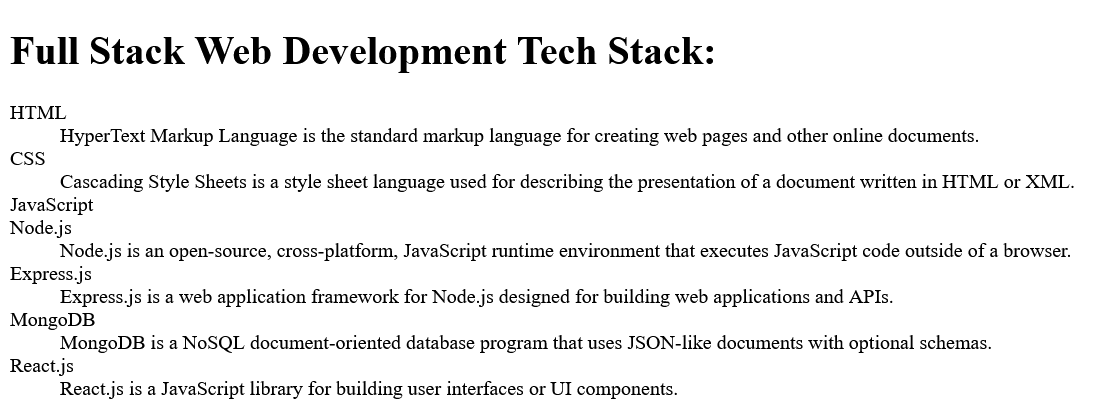 Full Stack Web Development Tech Stack:
HTML
HyperText Markup Language is the standard markup language for creating web pages and other online documents.
CSS
Cascading Style Sheets is a style sheet language used for describing the presentation of a document written in HTML or XML.
JavaScript
Node.js
Node.js is an open-source, cross-platform, JavaScript runtime environment that executes JavaScript code outside of a browser.
Express.js
Express.js is a web application framework for Node.js designed for building web applications and APIs.
MongoDB
MongoDB is a NoSQL document-oriented database program that uses JSON-like documents with optional schemas.
React.js
React.js is a JavaScript library for building user interfaces or UI components.